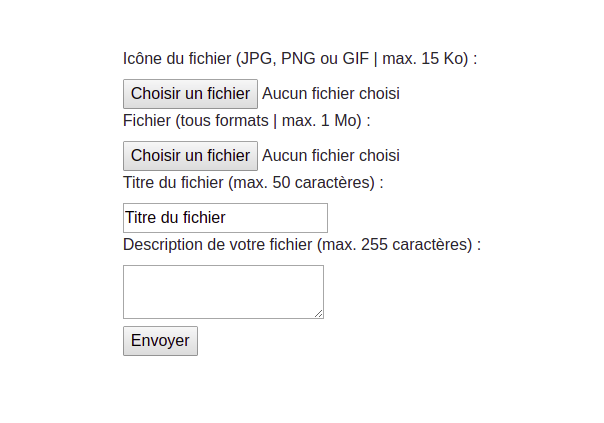 Icône du fichier (JPG, PNG ou GIF | max. 15 Ko) :
Choisir un fichier Aucun fichier choisi
Fichier (tous formats | max. 1 Mo) :
Choisir un fichier Aucun fichier choisi
Titre du fichier (max. 50 caractères) :
Titre du fichier
Description de votre fichier (max. 255 caractères) :
Envoyer